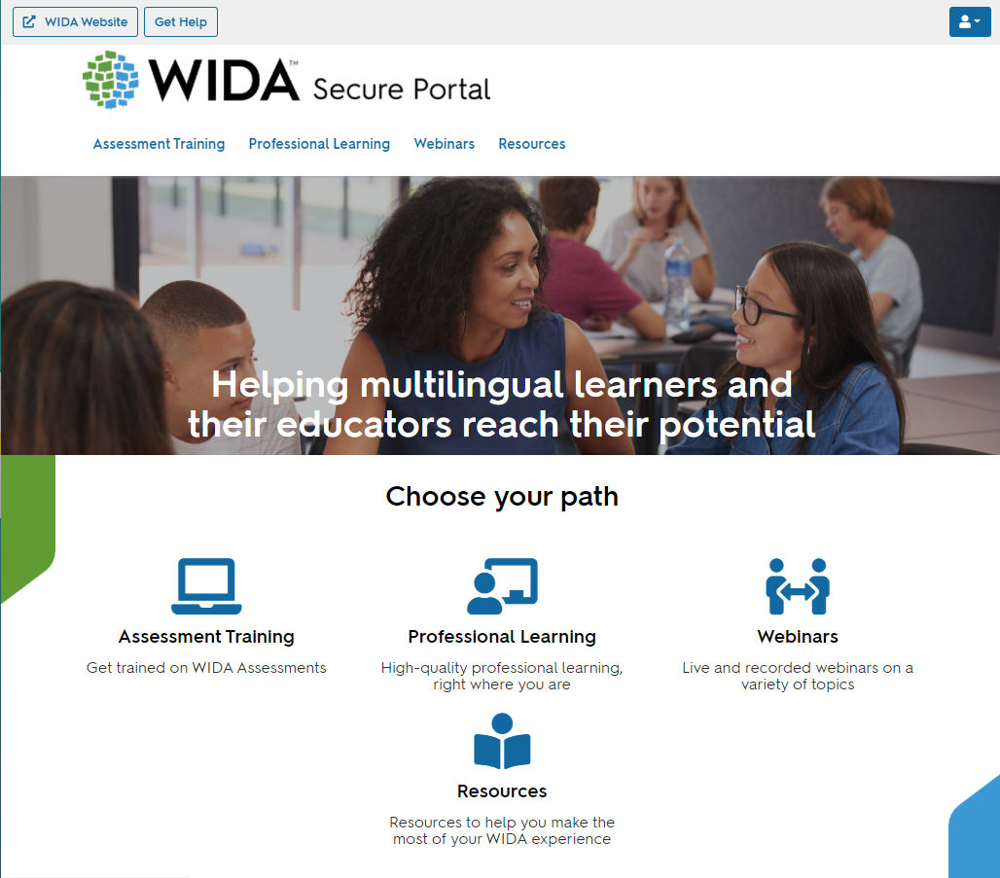 WIDA Website
Get Help
WIDA™ Secure Portal
Assessment Training
Professional Learning
Webinars
Resources
Helping multilingual learners and
their educators reach their potential
Choose your path
Assessment Training
Get trained on WIDA Assessments
Professional Learning
High-quality professional learning,
right where you are
Webinars
Live and recorded webinars on a
variety of topics
Resources
Resources to help you make the
most of your WIDA experience